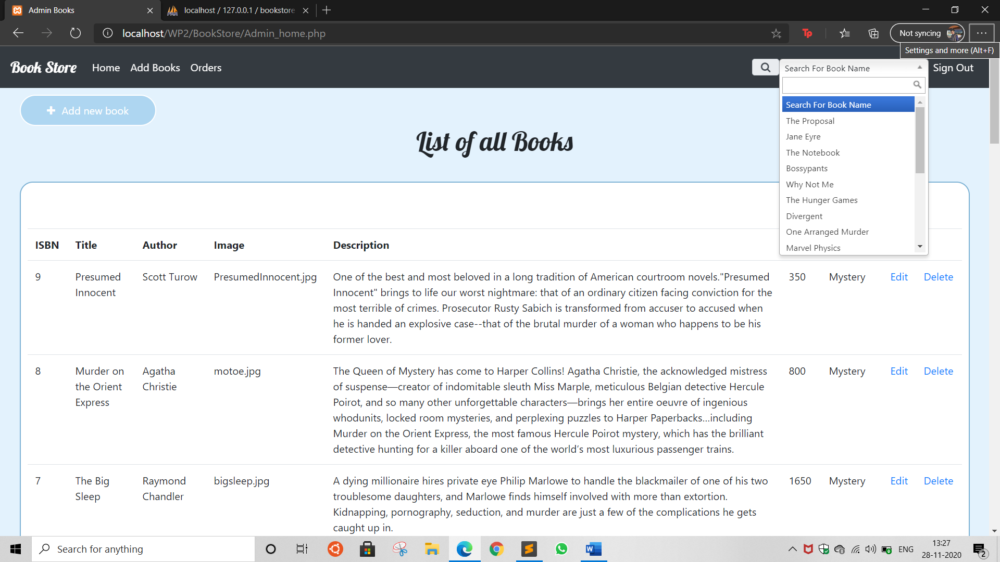 Admin Books
localhost / 127.0.0.1 / bookstore
localhost/WP2/BookStore/Admin_home.php
Not syncing
Settings and more (Alt+F)
Book Store
Home
Add Books
Orders
Search For Book Name
Sign Out
Add new book
Search For Book Name
The Proposal
Jane Eyre
The Notebook
Bossypants
Why Not Me
The Hunger Games
Divergent
One Arranged Murder
Marvel Physics
List of all Books
ISBN Title Author Image Description
9
Presumed
Innocent
Scott Turow
PresumedInnocent.jpg
One of the best and most beloved in a long tradition of American courtroom novels."Presumed
Innocent" brings to life our worst nightmare: that of an ordinary citizen facing conviction for the
most terrible of crimes. Prosecutor Rusty Sabich is transformed from accuser to accused when
he is handed an explosive case--that of the brutal murder of a woman who happens to be his
former lover.
350
Mystery
Edit
Delete
8
Murder on
the Orient
Express
Agatha
Christie
motoe.jpg
The Queen of Mystery has come to Harper Collins! Agatha Christie, the acknowledged mistress
of suspense—creator of indomitable sleuth Miss Marple, meticulous Belgian detective Hercule
Poirot, and so many other unforgettable characters—brings her entire oeuvre of ingenious
whodunits, locked room mysteries, and perplexing puzzles to Harper Paperbacks…including
Murder on the Orient Express, the most famous Hercule Poirot mystery, which has the brilliant
detective hunting for a killer aboard one of the world’s most luxurious passenger trains.
800
Mystery
Edit
Delete
7
The Big
Sleep
Raymond
Chandler
bigsleep.jpg
A dying millionaire hires private eye Philip Marlowe to handle the blackmailer of one of his two
troublesome daughters, and Marlowe finds himself involved with more than extortion.
Kidnapping, pornography, seduction, and murder are just a few of the complications he gets
caught up in.
1650
Mystery
Edit
Delete
Search for anything
ENG
13:27
28-11-2020
2